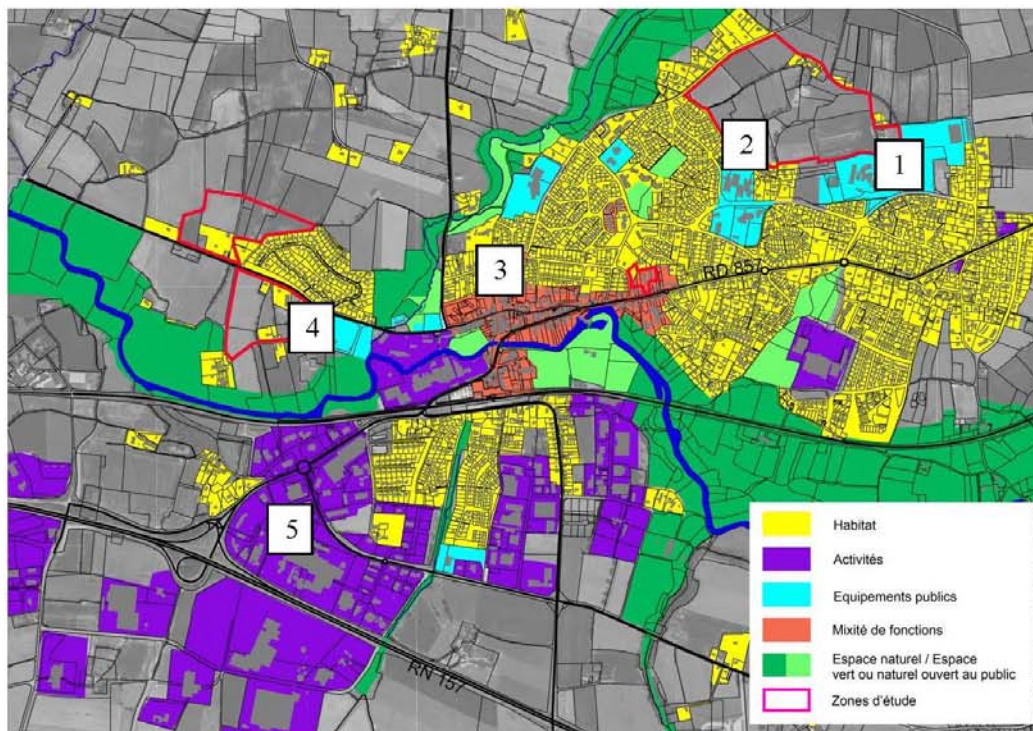 2
1
3
RD 857
4
5
RN 157
Habitat
Activités
Equipements publics
Mixité de fonctions
Espace naturel / Espace
vert ou naturel ouvert au public
Zones d'étude